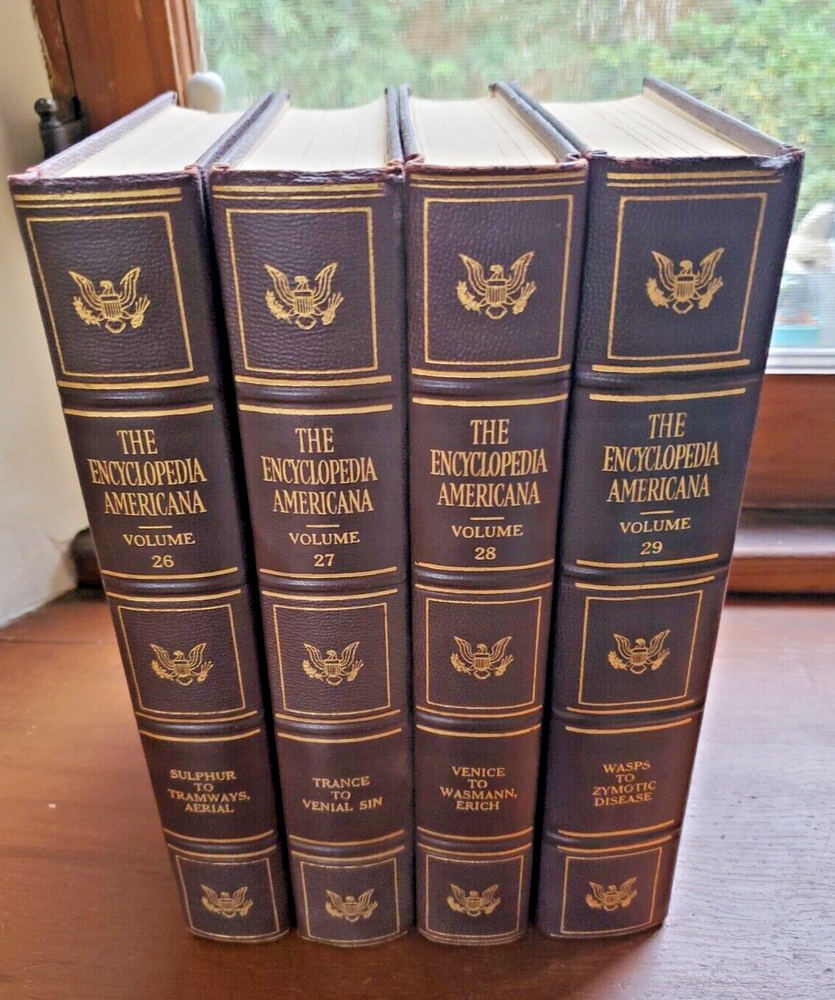 THE
ENCYCLOPEDIA
AMERICANA
VOLUME
26
SULPHUR
TO
TRAMWAYS,
AERIAL
THE
ENCYCLOPEDIA
AMERICANA
VOLUME
27
TRANCE
TO
VENIAL SIN
THE
ENCYCLOPEDIA
AMERICANA
VOLUME
28
VENICE
TO
WASMANN,
ERICH
THE
ENCYCLOPEDIA
AMERICANA
VOLUME
29
WASPS
TO
ZYMOTIC
DISEASE